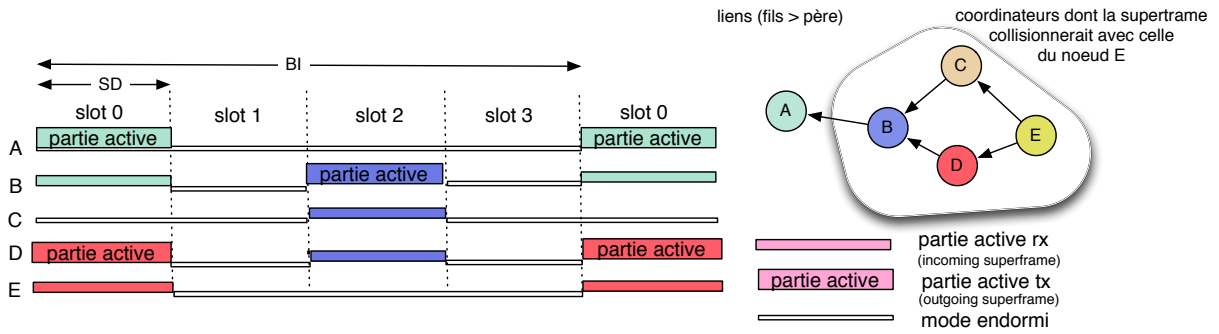 liens (fils > père)
coordinateurs dont la supertrame
collisionnerait avec celle
du noeud E
BI
SD
slot 0 slot 1 slot 2 slot 3 slot 0
A partie active partie active
B partie active
C
D partie active partie active
E
C
A
B
E
D
partie active rx
(incoming superframe)
partie active partie active tx
(outgoing superframe)
mode endormi